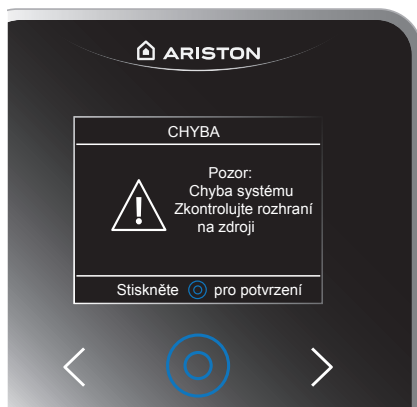 ARISTON
CHYBA
Pozor:
Chyba systému
Zkontrolujte rozhraní
na zdroji
Stiskněte pro potvrzení